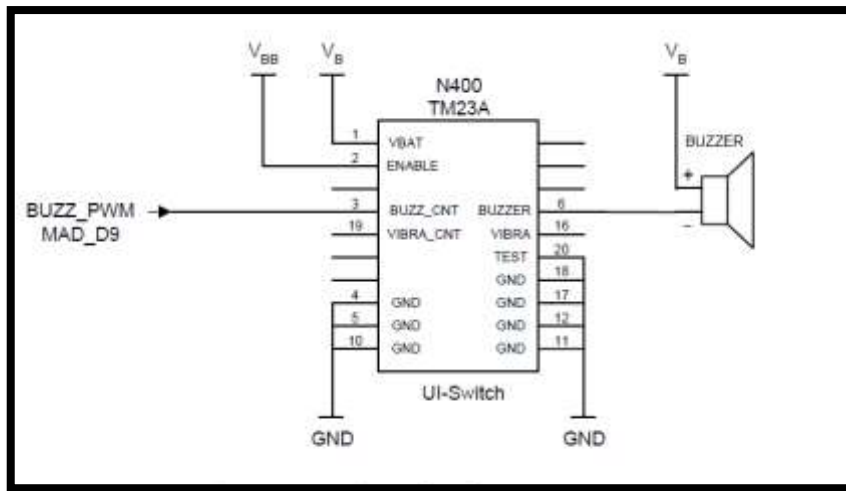 VBB
VB
VB
N400
TM23A
BUZZER
1 VBAT
2 ENABLE
+
BUZZ_PWM
MAD_D9
3 BUZZ_CNT BUZZER 6
−
19 VIBRA_CNT VIBRA 16
TEST 20
GND 18
4 GND GND 17
5 GND GND 12
10 GND GND 11
UI-Switch
GND
GND